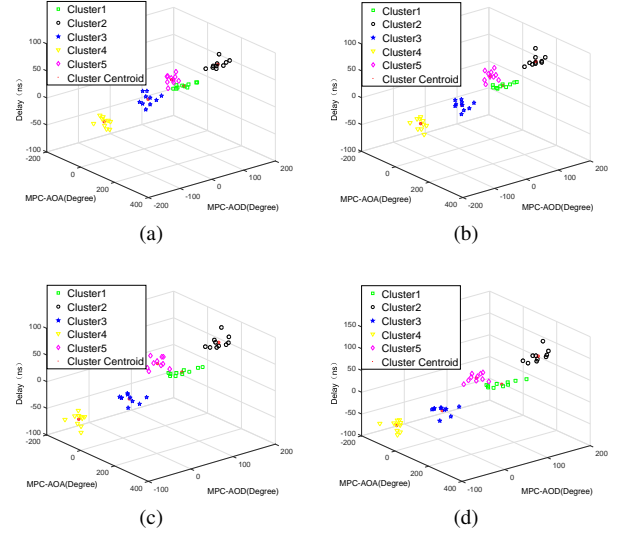 Cluster1
Cluster2
Cluster3
Cluster4
Cluster5
Cluster Centroid
100
50
0
-50
-100
-200
0
200
400
-200
-100
0
100
200
Delay（ns）
MPC-AOA(Degree)
MPC-AOD(Degree)
(a)
Cluster1
Cluster2
Cluster3
Cluster4
Cluster5
Cluster Centroid
100
50
0
-50
-100
-200
0
200
400
-200
-100
0
100
200
Delay（ns）
MPC-AOA(Degree)
MPC-AOD(Degree)
(b)
Cluster1
Cluster2
Cluster3
Cluster4
Cluster5
Cluster Centroid
100
50
0
-50
-100
-200
0
200
400
-100
0
100
200
Delay（ns）
MPC-AOA(Degree)
MPC-AOD(Degree)
(c)
Cluster1
Cluster2
Cluster3
Cluster4
Cluster5
Cluster Centroid
150
100
50
0
-50
-100
-200
0
200
400
-100
0
100
200
Delay（ns）
MPC-AOA(Degree)
MPC-AOD(Degree)
(d)